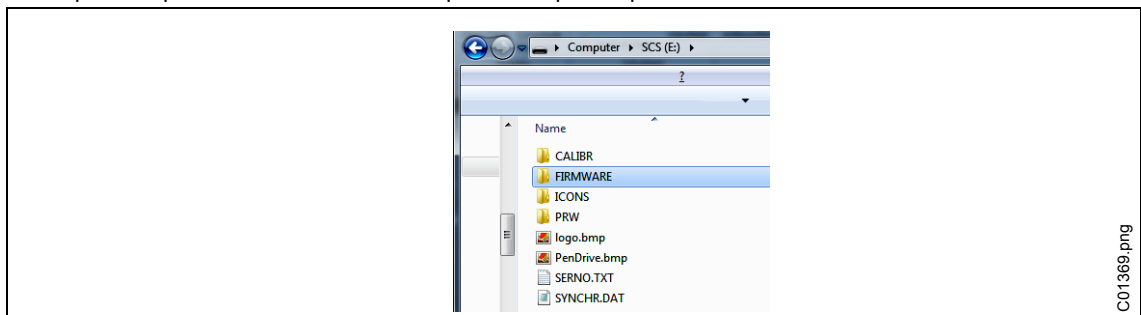 Computer ▸ SCS (E:) ▸
?
Name
CALIBR
FIRMWARE
ICONS
PRW
logo.bmp
PenDrive.bmp
SERNO.TXT
SYNCHR.DAT
C01369.png